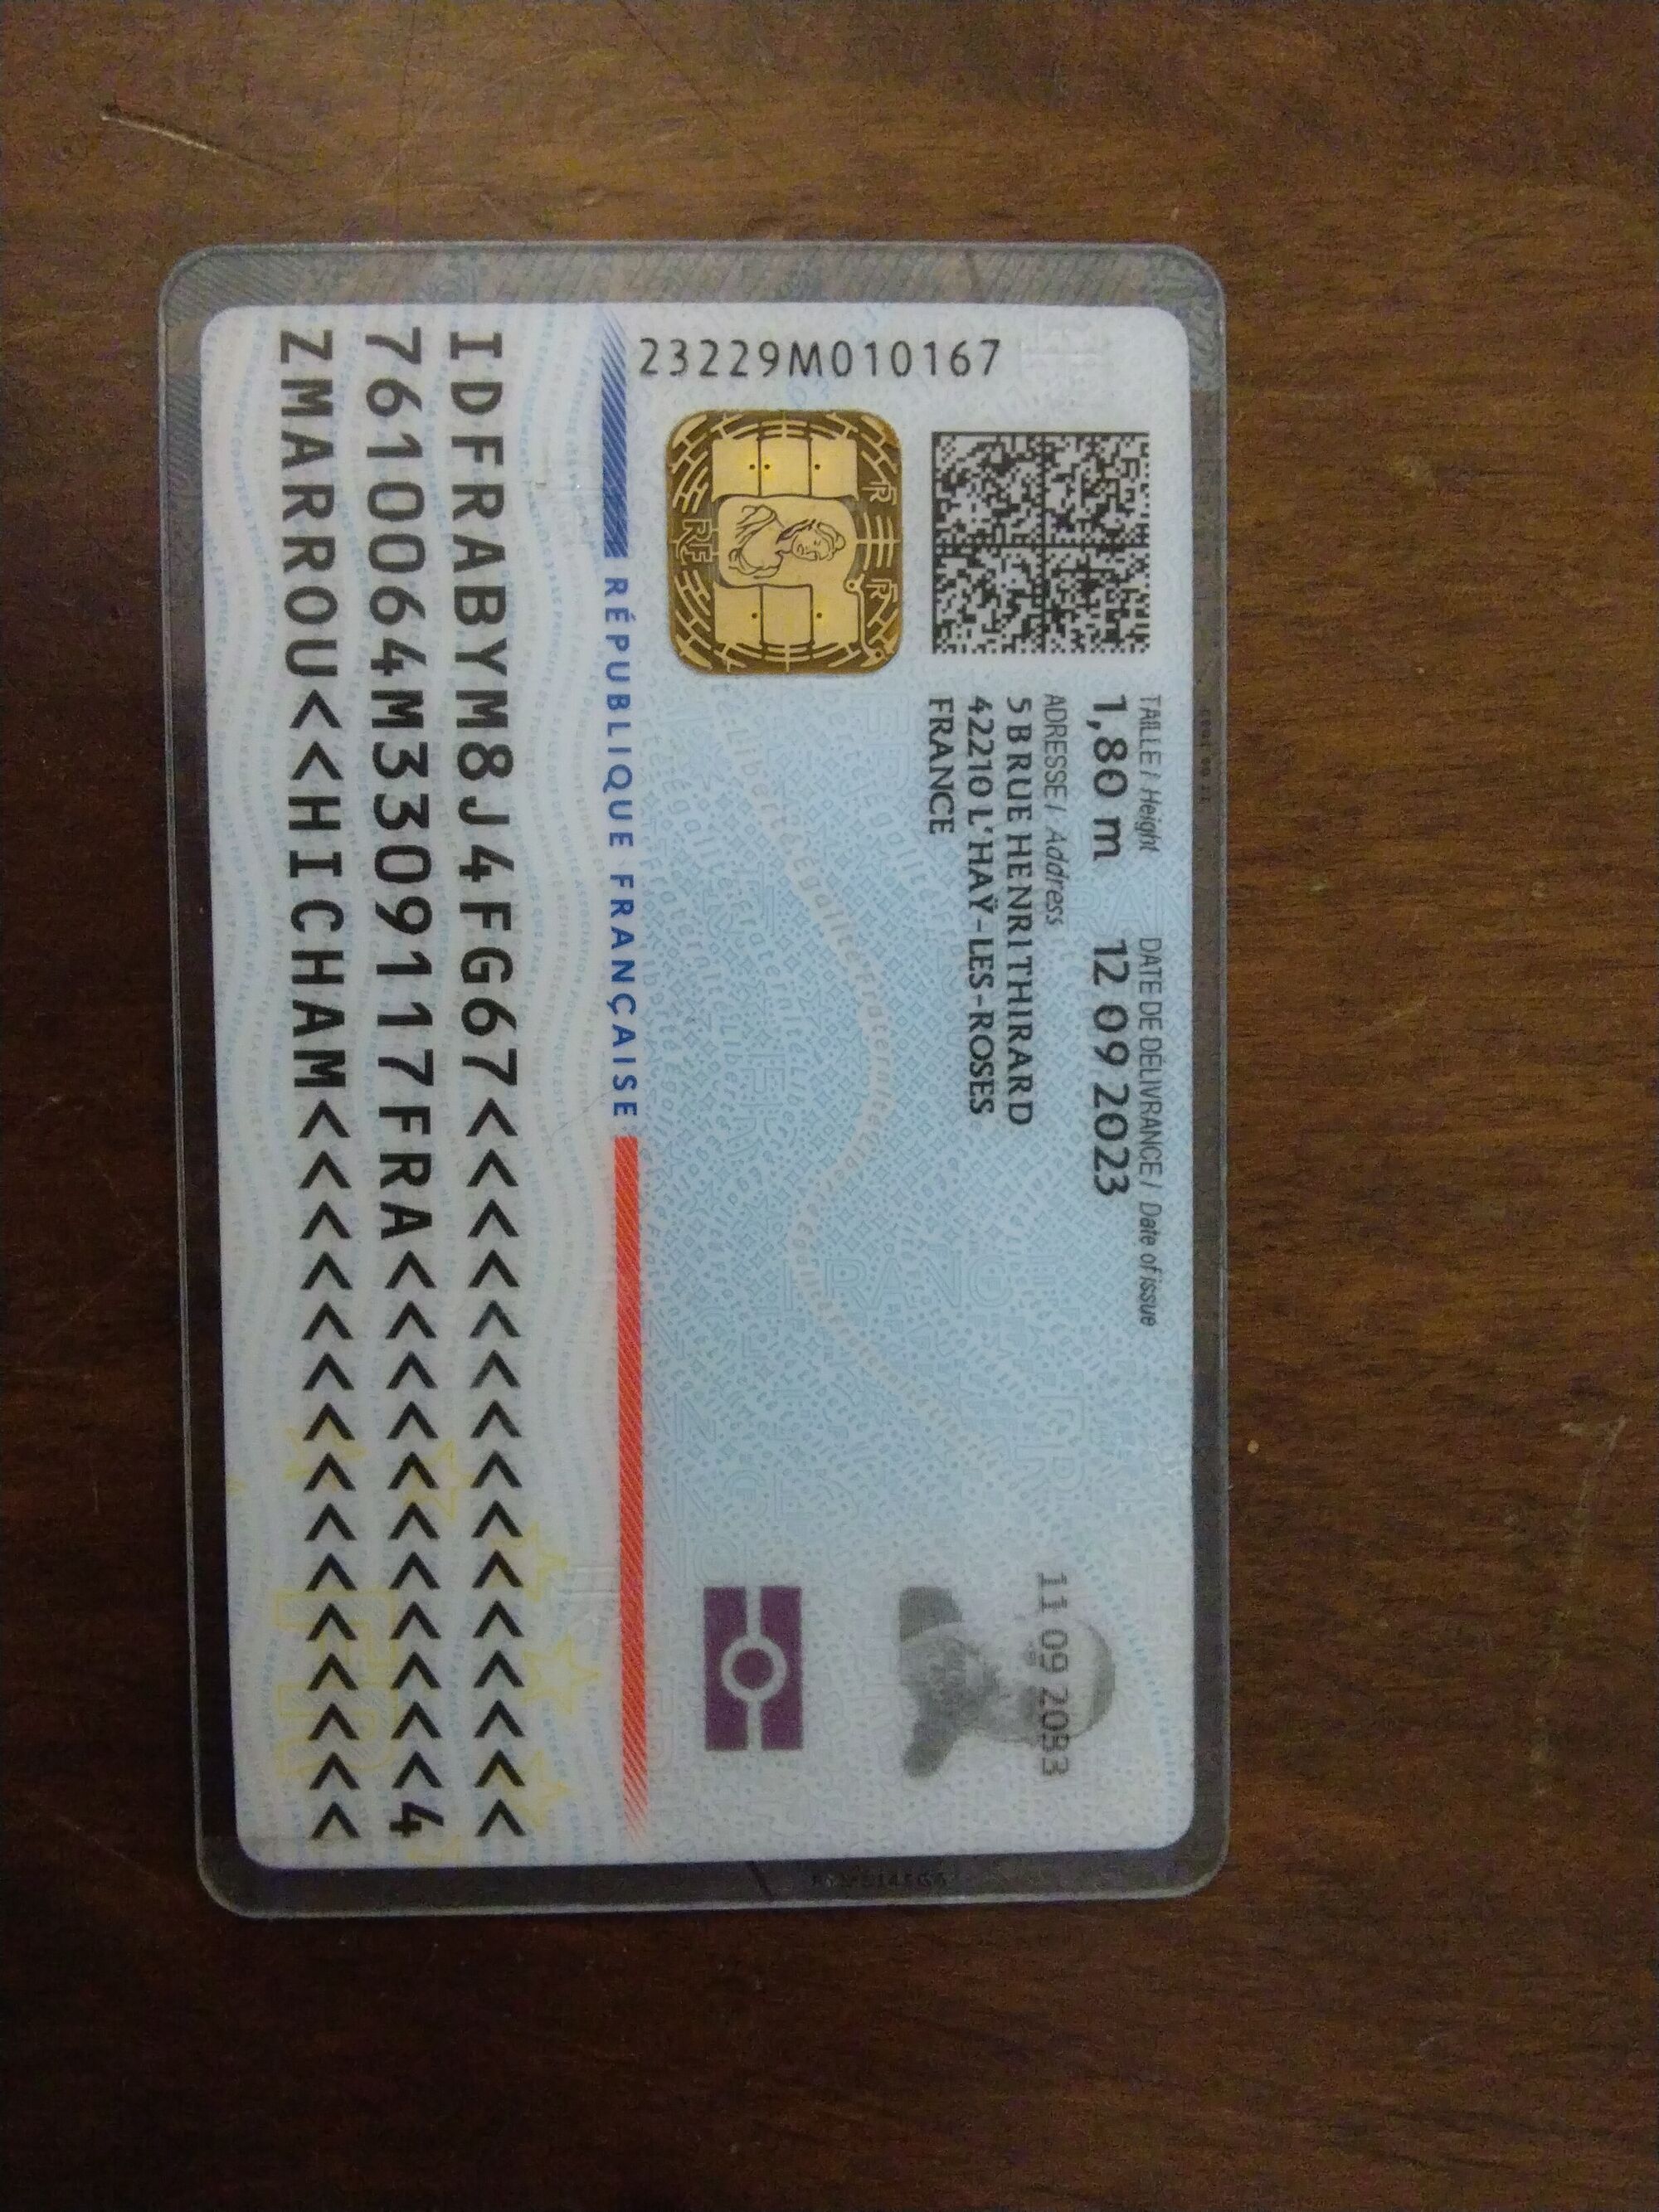 TAILLE / Height DATE DE DÉLIVRANCE / Date of issue
1,80 m 12 09 2023
ADRESSE / Address
5 B RUE HENRI THIRARD
42210 L'HAŸ-LES-ROSES
FRANCE
11 09 2033
23229M010167
RÉPUBLIQUE FRANÇAISE
IDFRABYM8J4FG67<<<<<<<<<<<<<<<
7610064M3309117FRA<<<<<<<<<<<4
ZMARROU<<HICHAM<<<<<<<<<<<<<<<